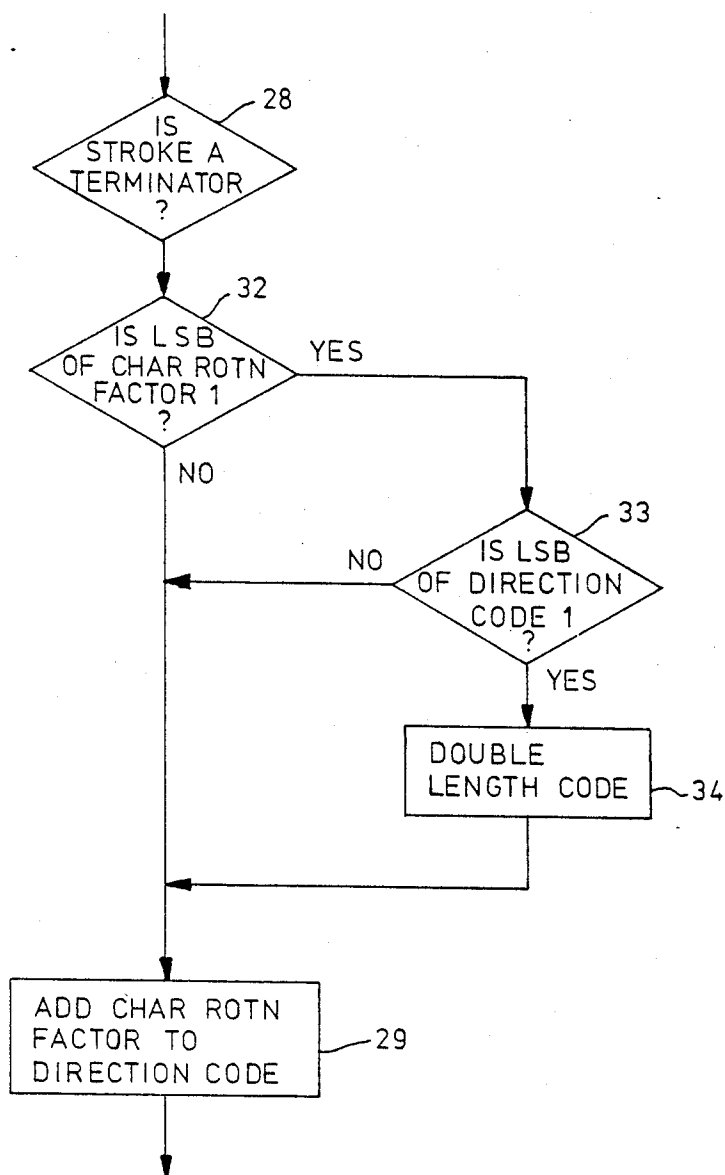 28
IS
STROKE A
TERMINATOR
?
32
IS LSB
OF CHAR ROTN
FACTOR 1
?
YES
NO
33
NO
IS LSB
OF DIRECTION
CODE 1
?
YES
DOUBLE
LENGTH CODE
34
ADD CHAR ROTN
FACTOR TO
DIRECTION CODE
29